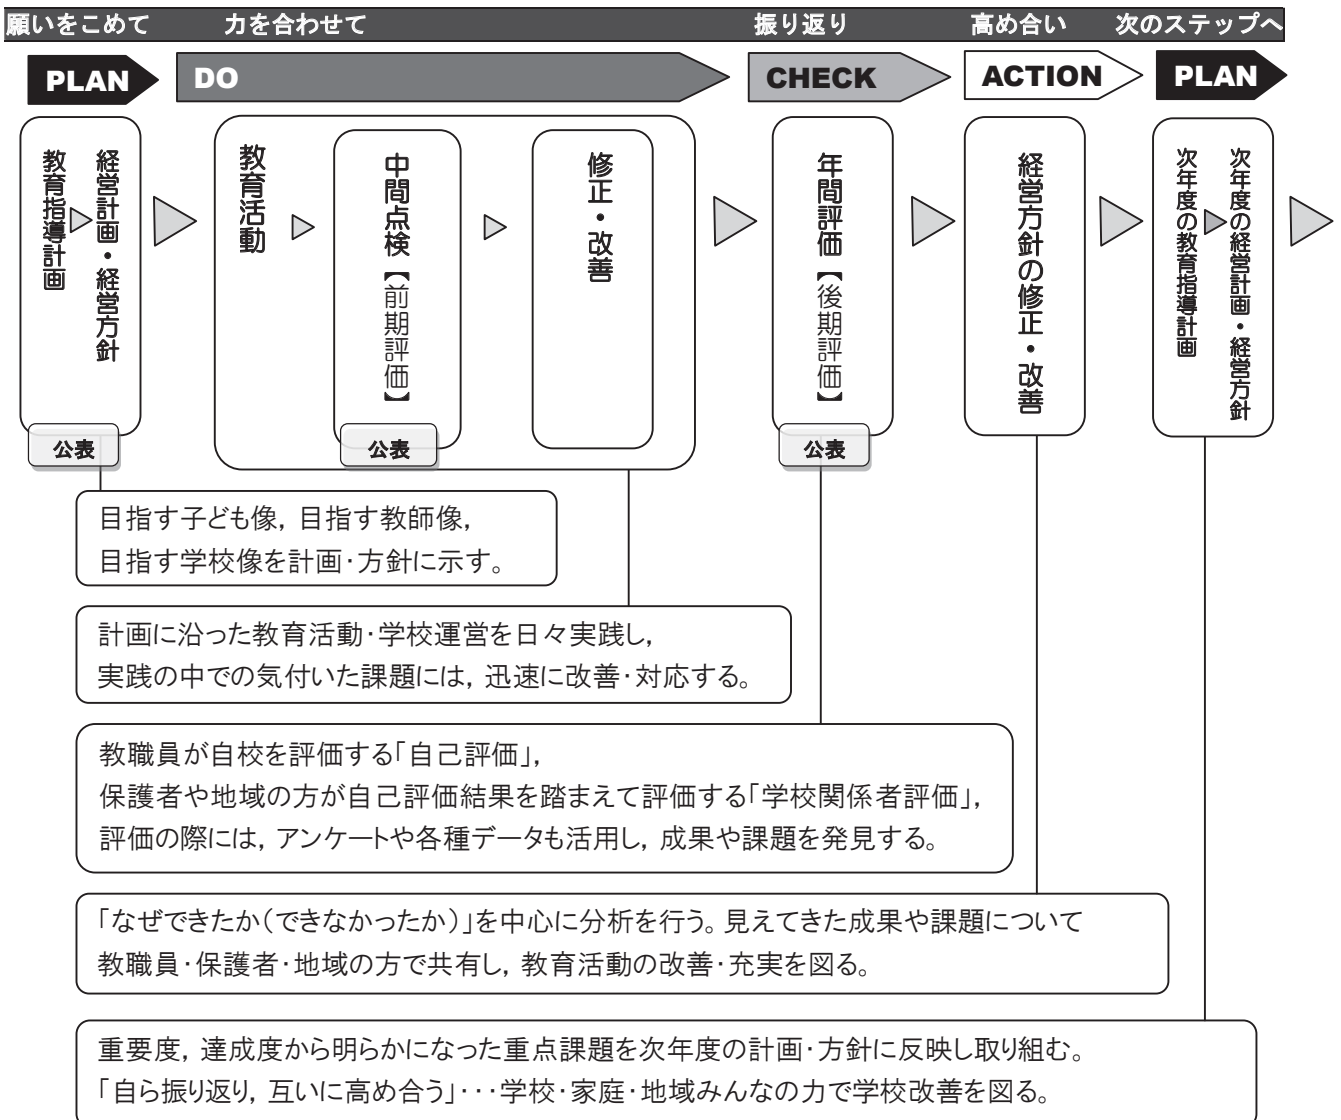 願いをこめて
力を合わせて
振り返り
高め合い
次のステップへ
PLAN
DO
CHECK
ACTION
PLAN
経営計画・経営方針
教育指導計画
教育活動
中間点検【前期評価】
修正・改善
年間評価【後期評価】
経営方針の修正・改善
次年度の経営計画・経営方針
次年度の教育指導計画
公表
公表
公表
目指す子ども像，目指す教師像，
目指す学校像を計画・方針に示す。
計画に沿った教育活動・学校運営を日々実践し，
実践の中での気付いた課題には，迅速に改善・対応する。
教職員が自校を評価する「自己評価」，
保護者や地域の方が自己評価結果を踏まえて評価する「学校関係者評価」，
評価の際には，アンケートや各種データも活用し，成果や課題を発見する。
「なぜできたか（できなかったか）」を中心に分析を行う。見えてきた成果や課題について
教職員・保護者・地域の方で共有し，教育活動の改善・充実を図る。
重要度，達成度から明らかになった重点課題を次年度の計画・方針に反映し取り組む。
「自ら振り返り，互いに高め合う」・・・学校・家庭・地域みんなの力で学校改善を図る。